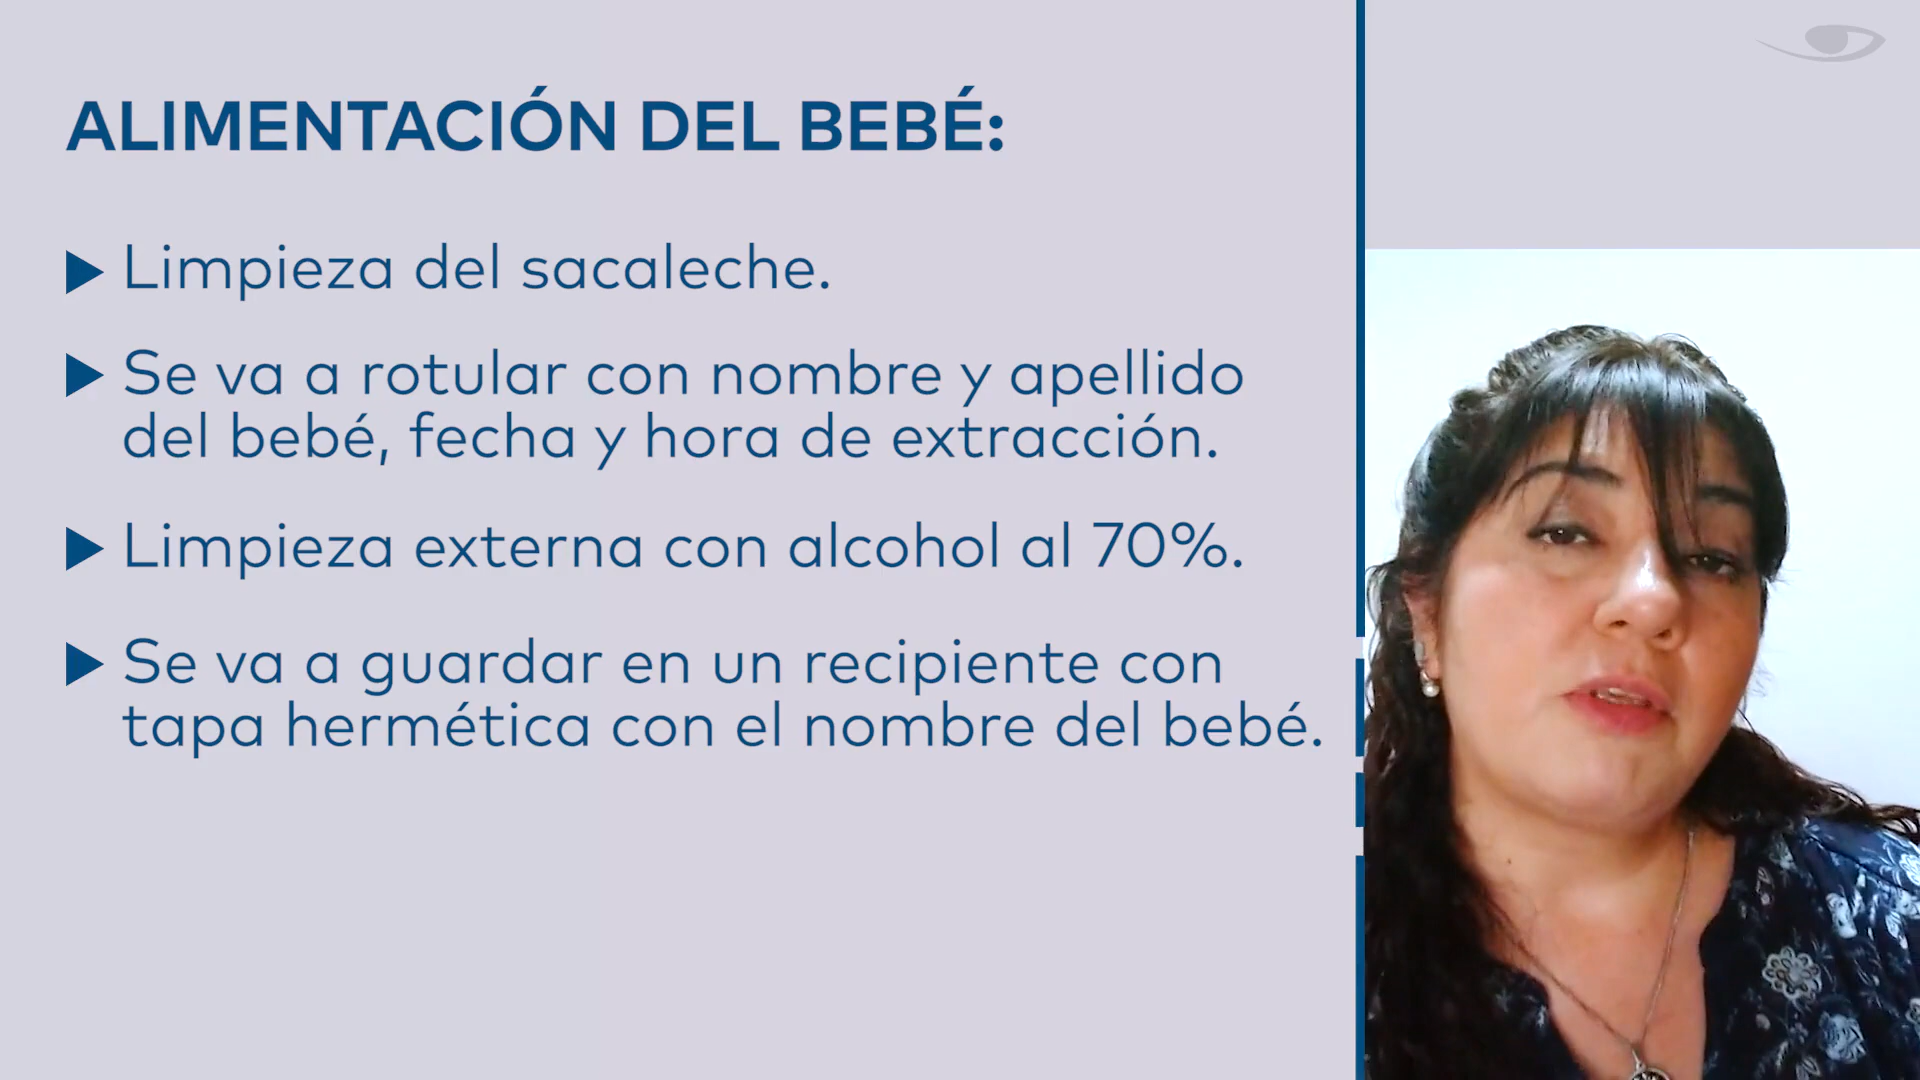 ALIMENTACIÓN DEL BEBÉ:
Limpieza del sacaleche.
Se va a rotular con nombre y apellido
del bebé, fecha y hora de extracción.
Limpieza externa con alcohol al 70%.
Se va a guardar en un recipiente con
tapa hermética con el nombre del bebé.